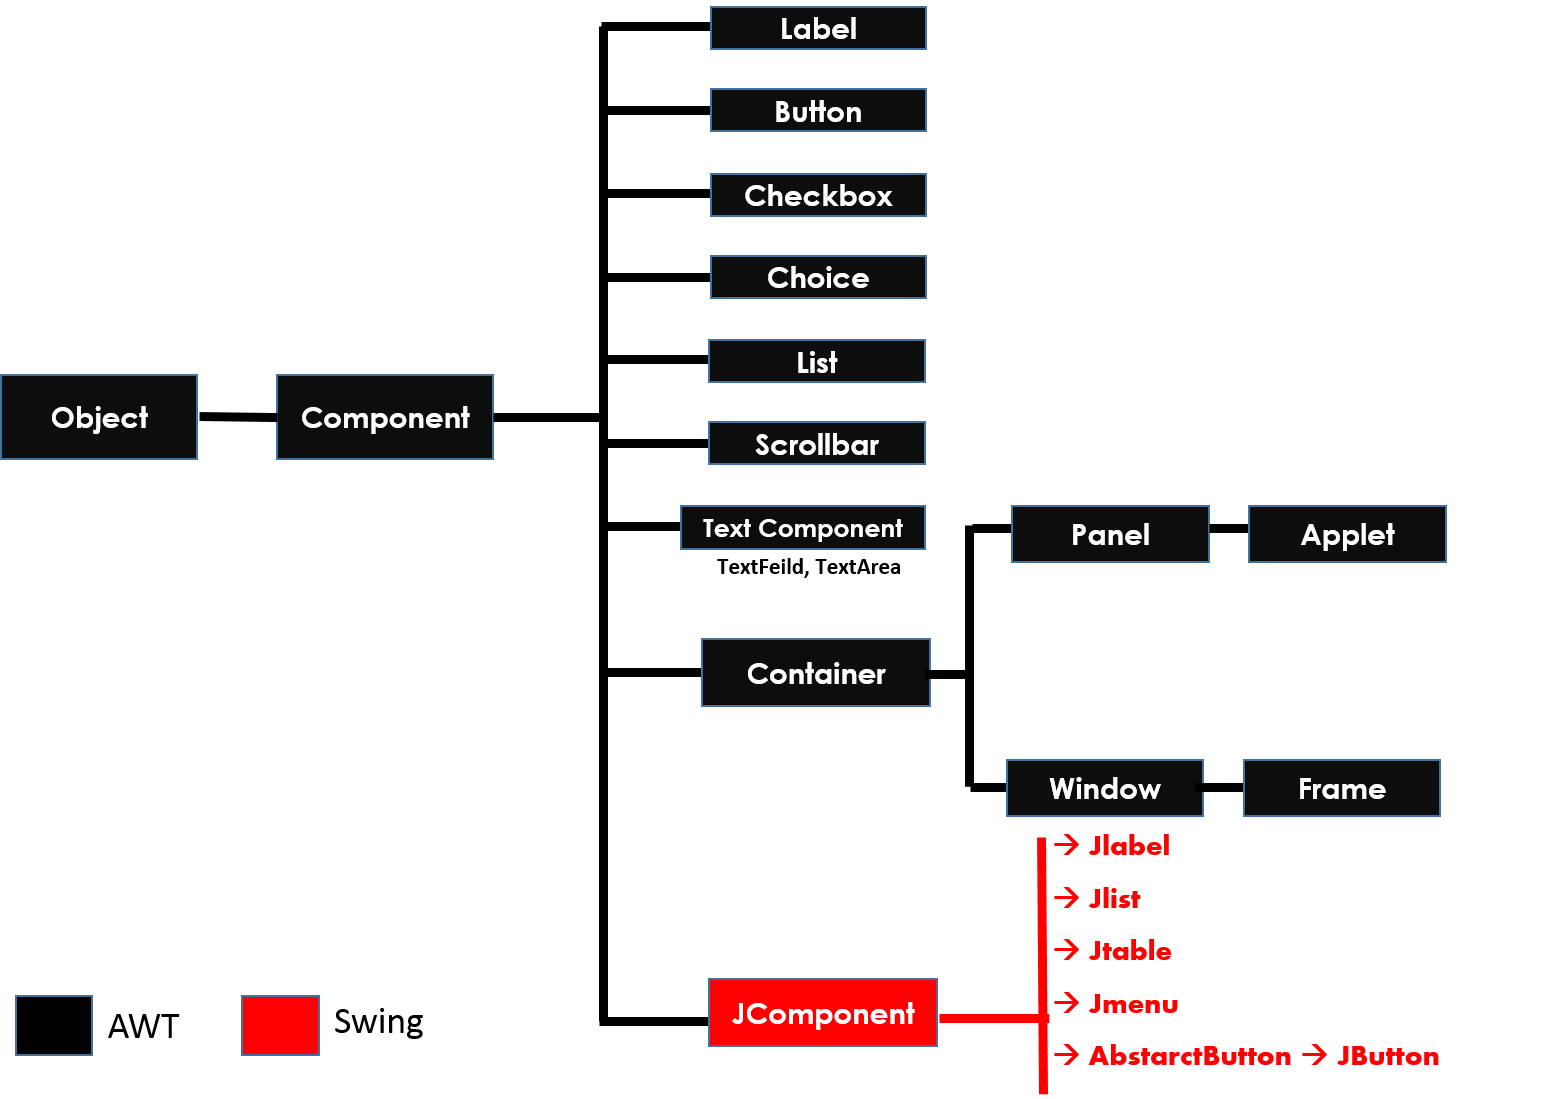 Label
Button
Checkbox
Choice
List
Object
Component
Scrollbar
Text Component
TextFeild, TextArea
Panel
Applet
Container
Window
Frame
→ Jlabel
→ Jlist
→ Jtable
→ Jmenu
JComponent
→ AbstarctButton → JButton
AWT
Swing